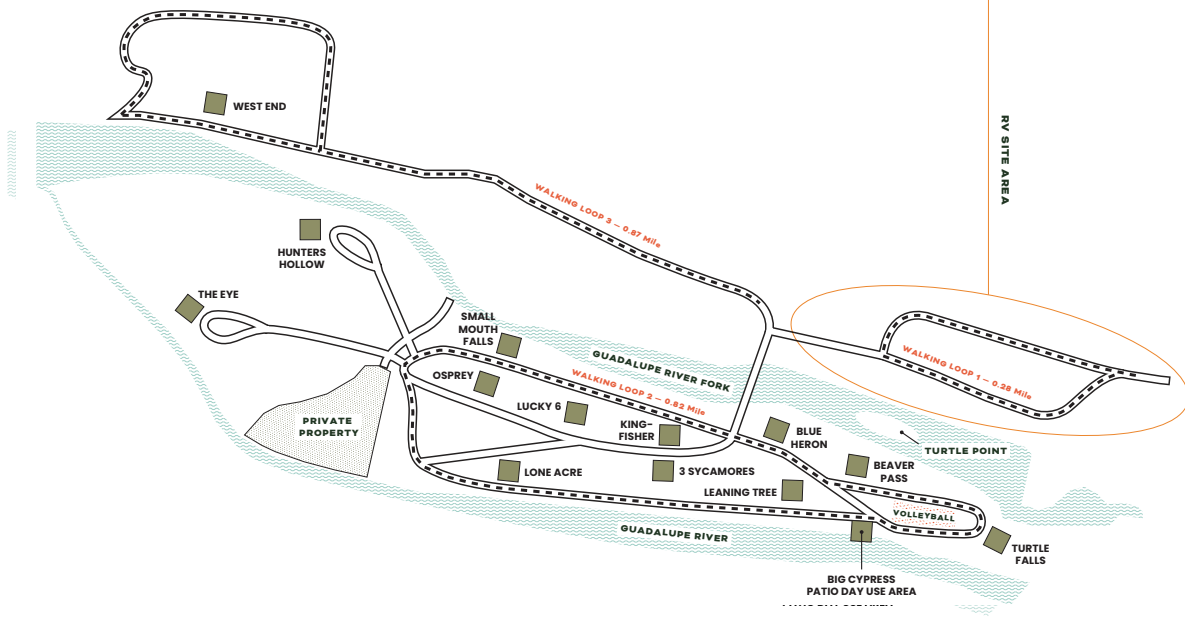 WEST END
RV SITE AREA
WALKING LOOP 3 — 0.87 Mile
HUNTERS
HOLLOW
THE EYE
SMALL
MOUTH
FALLS
GUADALUPE RIVER FORK
WALKING LOOP 1 — 0.28 Mile
OSPREY
WALKING LOOP 2 — 0.82 Mile
LUCKY 6
PRIVATE
PROPERTY
KING-
FISHER
BLUE
HERON
TURTLE POINT
LONE ACRE
3 SYCAMORES
BEAVER
PASS
LEANING TREE
VOLLEYBALL
GUADALUPE RIVER
TURTLE
FALLS
BIG CYPRESS
PATIO DAY USE AREA